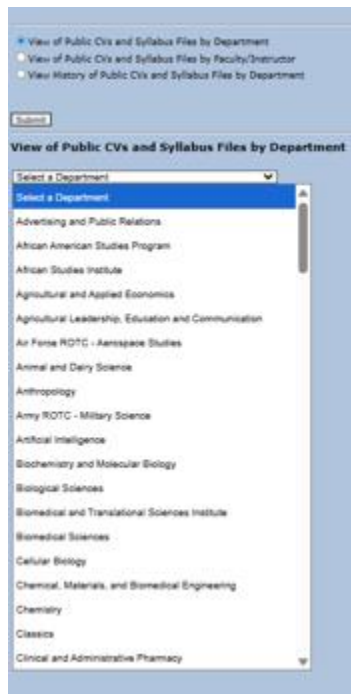 View of Public CVs and Syllabus Files by Department
View of Public CVs and Syllabus Files by Faculty/Instructor
View History of Public CVs and Syllabus Files by Department
Submit
View of Public CVs and Syllabus Files by Department
Select a Department
Select a Department
Advertising and Public Relations
African American Studies Program
African Studies Institute
Agricultural and Applied Economics
Agricultural Leadership, Education and Communication
Air Force ROTC - Aerospace Studies
Animal and Dairy Science
Anthropology
Army ROTC - Military Science
Artificial Intelligence
Biochemistry and Molecular Biology
Biological Sciences
Biomedical and Translational Sciences Institute
Biomedical Sciences
Cellular Biology
Chemical, Materials, and Biomedical Engineering
Chemistry
Classics
Clinical and Administrative Pharmacy